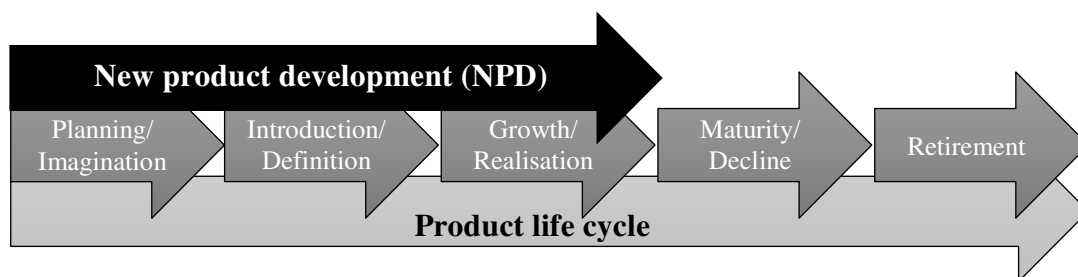 New product development (NPD)
Planning/
Imagination
Introduction/
Definition
Growth/
Realisation
Maturity/
Decline
Retirement
Product life cycle